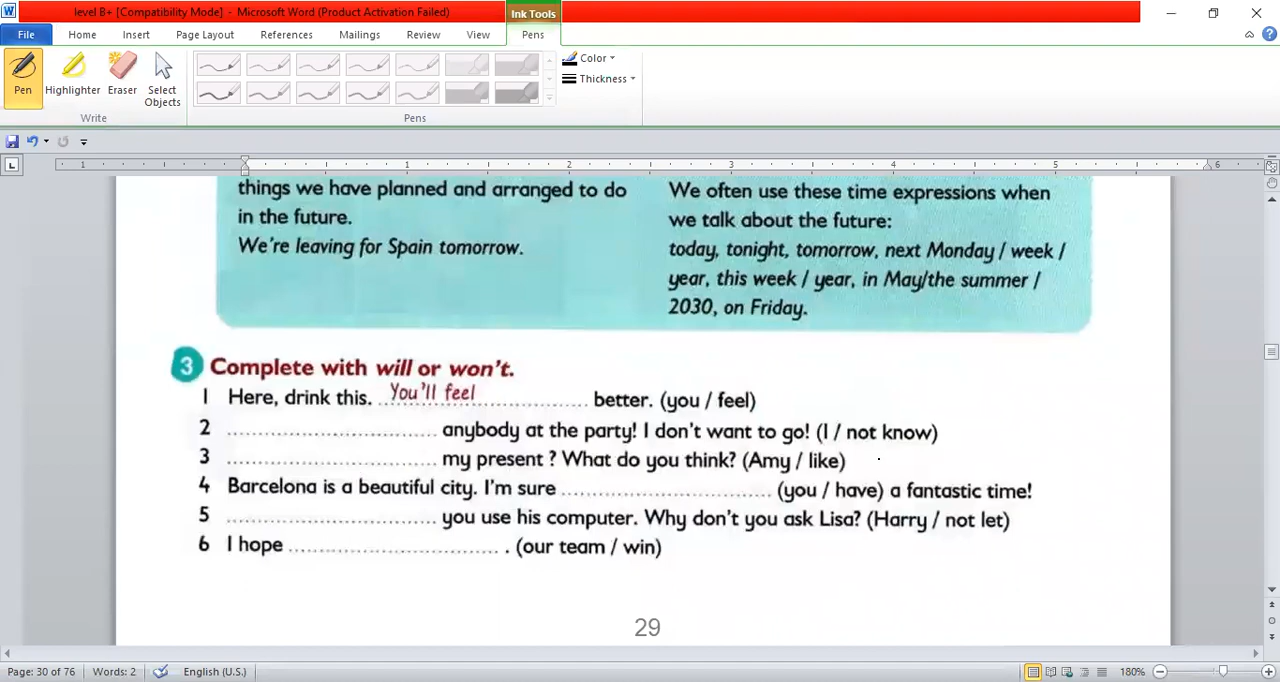 level B+ [Compatibility Mode] - Microsoft Word (Product Activation Failed)
Ink Tools
File Home Insert Page Layout References Mailings Review View Pens
Pen Highlighter Eraser Select Objects
Color
Thickness
Write Pens
1 1 2 3 4 5 6
things we have planned and arranged to do
in the future.
We're leaving for Spain tomorrow.
We often use these time expressions when
we talk about the future:
today, tonight, tomorrow, next Monday / week /
year, this week / year, in May/the summer /
2030, on Friday.
3 Complete with will or won't.
1 Here, drink this. You'll feel better. (you / feel)
2 .............................. anybody at the party! I don't want to go! (I / not know)
3 .............................. my present ? What do you think? (Amy / like)
4 Barcelona is a beautiful city. I'm sure .............................. (you / have) a fantastic time!
5 .............................. you use his computer. Why don't you ask Lisa? (Harry / not let)
6 I hope .............................. . (our team / win)
29
Page: 30 of 76 Words: 2 English (U.S.) 180%